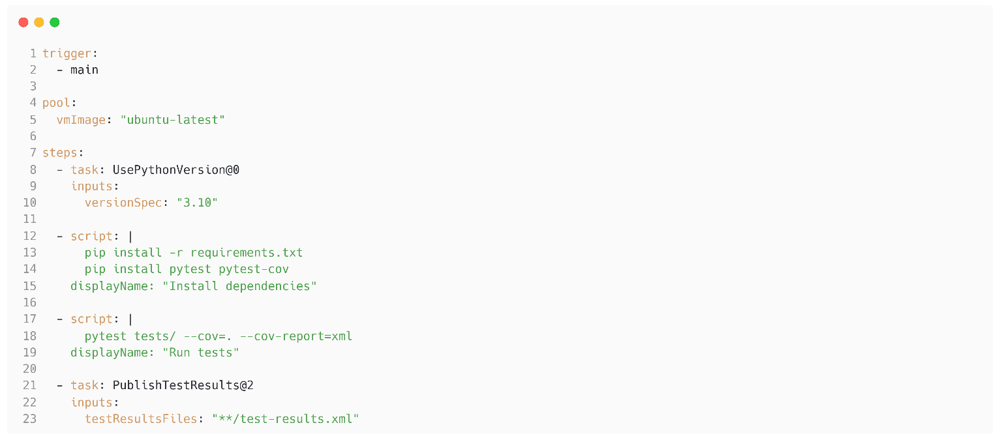 1 trigger:
2   - main
3
4 pool:
5   vmImage: "ubuntu-latest"
6
7 steps:
8   - task: UsePythonVersion@0
9     inputs:
10       versionSpec: "3.10"
11
12   - script: |
13       pip install -r requirements.txt
14       pip install pytest pytest-cov
15     displayName: "Install dependencies"
16
17   - script: |
18       pytest tests/ --cov=. --cov-report=xml
19     displayName: "Run tests"
20
21   - task: PublishTestResults@2
22     inputs:
23       testResultsFiles: "**/test-results.xml"